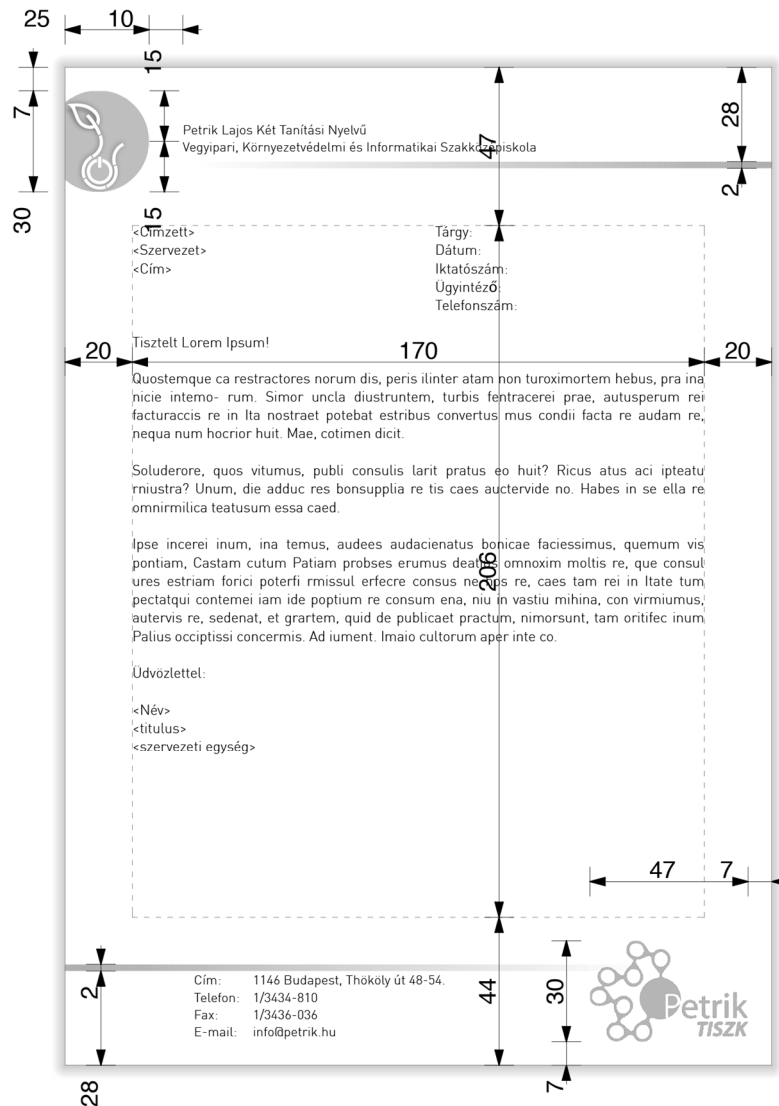 25
10
15
7
28
Petrik Lajos Két Tanítási Nyelvű
Vegyipari, Környezetvédelmi és Informatikai Szakközépiskola
47
2
30
15
<Címzett>
<Szervezet>
<Cím>
Tárgy:
Dátum:
Iktatószám:
Ügyintéző:
Telefonszám:
Tisztelt Lorem Ipsum!
20
170
20
Quostemque ca restractores norum dis, peris ilinter atam non turoximortem hebus, pra ina
nicie intemo- rum. Simor uncla diustruntem, turbis fentracerei prae, autusperum rei
facturaccis re in Ita nostraet potebat estribus convertus mus condii facta re audam re,
nequa num hocrior huit. Mae, cotimen dicit.
Soluderore, quos vitumus, publi consulis larit pratus eo huit? Ricus atus aci ipteatu
rniustra? Unum, die adduc res bonsupplia re tis caes auctervide no. Habes in se ella re
omnirmilica teatusum essa caed.
Ipse incerei inum, ina temus, audees audacienatus bonicae faciessimus, quemum vis
pontiam, Castam cutum Patiam probses erumus omnoxim moltis re, que consul
ures estriam forici poterfi rmissul erfecre consus re, caes tam rei in Itate tum
pectatqui contemei iam ide poptium re consum ena, niu in vastiu mihina, con virmiumus,
autervis re, sedenat, et grartem, quid de publicaet practum, nimorsunt, tam oritifec inum
Palius occiptissi concermis. Ad iument. Imaio cultorum aper inte co.
206
Üdvözlettel:
<Név>
<titulus>
<szervezeti egység>
47
7
2
Cím: 1146 Budapest, Thököly út 48-54.
Telefon: 1/3434-810
Fax: 1/3436-036
E-mail: info@petrik.hu
44
30
Petrik
TISZK
28
7